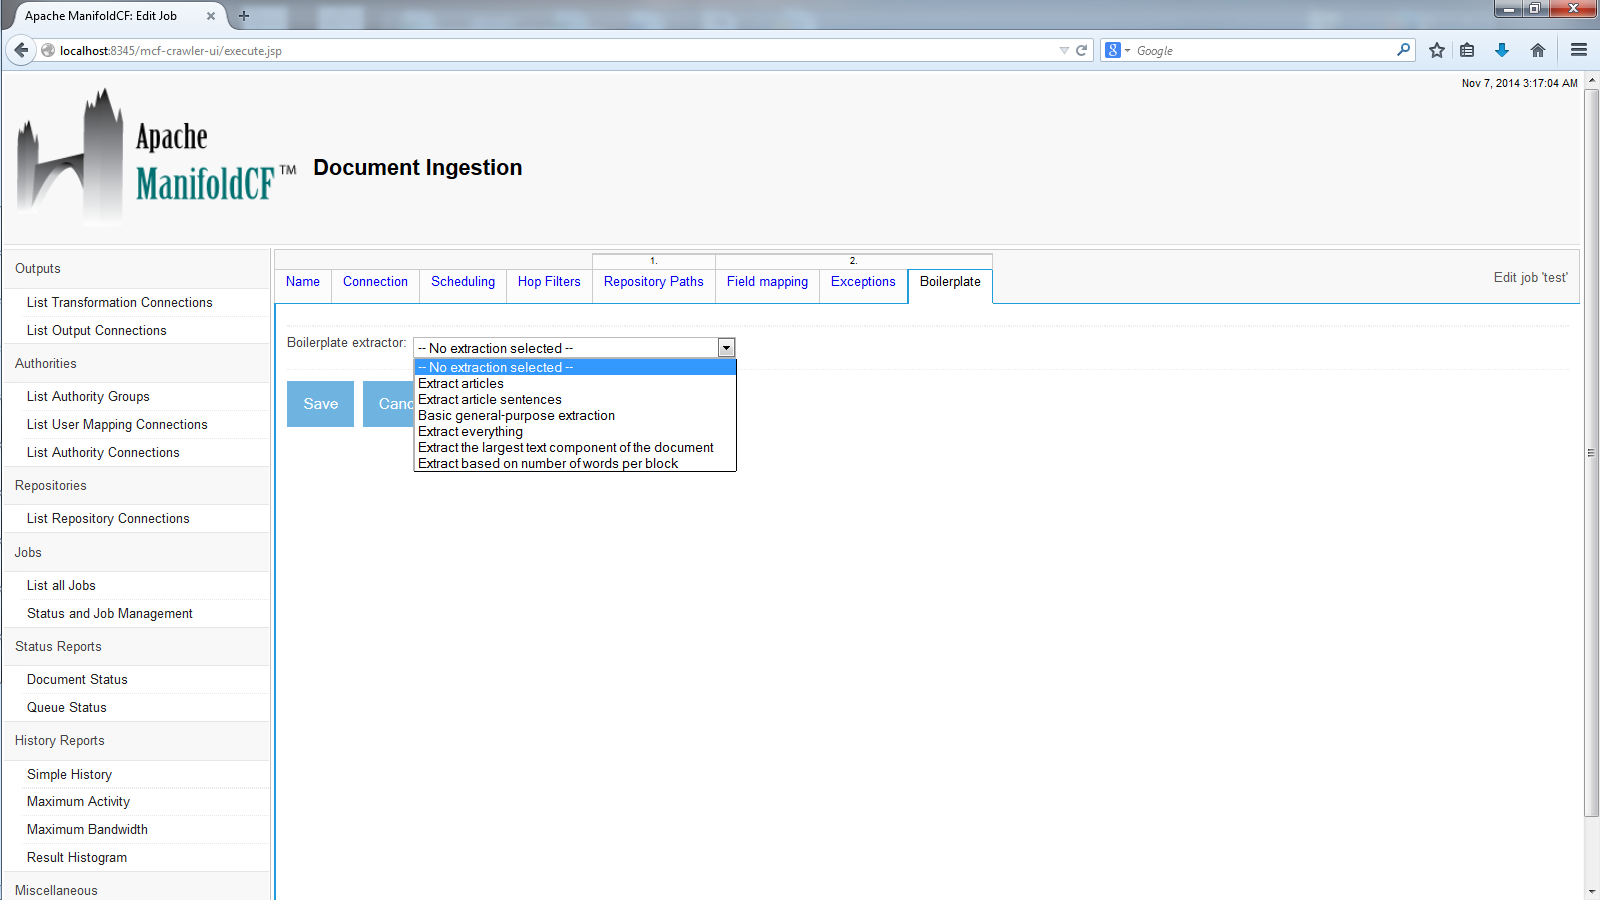 Apache ManifoldCF: Edit Job
localhost:8345/mcf-crawler-ui/execute.jsp
Google
Nov 7, 2014 3:17:04 AM
Apache
ManifoldCF™
Document Ingestion
Outputs
List Transformation Connections
List Output Connections
Authorities
List Authority Groups
List User Mapping Connections
List Authority Connections
Repositories
List Repository Connections
Jobs
List all Jobs
Status and Job Management
Status Reports
Document Status
Queue Status
History Reports
Simple History
Maximum Activity
Maximum Bandwidth
Result Histogram
Miscellaneous
1. 2.
Name Connection Scheduling Hop Filters Repository Paths Field mapping Exceptions Boilerplate
Edit job 'test'
Boilerplate extractor: -- No extraction selected --
-- No extraction selected --
Extract articles
Extract article sentences
Basic general-purpose extraction
Extract everything
Extract the largest text component of the document
Extract based on number of words per block
Save Canc